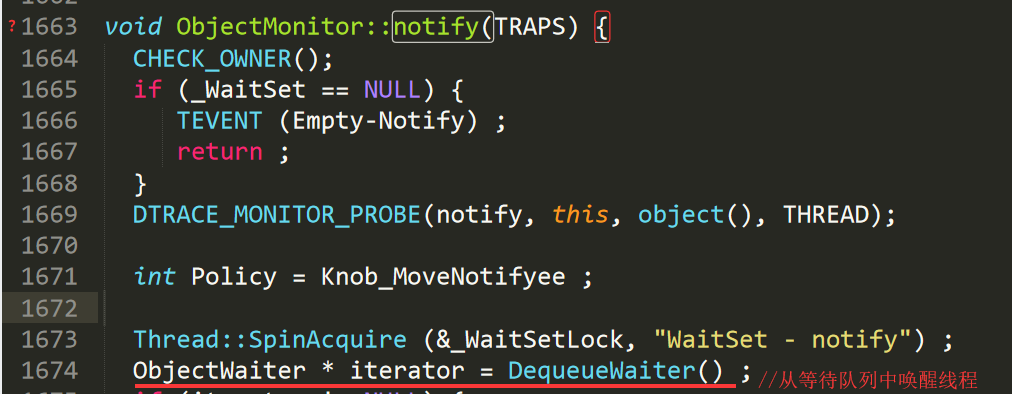 ?1663 void ObjectMonitor::notify(TRAPS) {
1664 CHECK_OWNER();
1665 if (_WaitSet == NULL) {
1666 TEVENT (Empty-Notify) ;
1667 return ;
1668 }
1669 DTRACE_MONITOR_PROBE(notify, this, object(), THREAD);
1670
1671 int Policy = Knob_MoveNotifyee ;
1672
1673 Thread::SpinAcquire (&_WaitSetLock, "WaitSet - notify") ;
1674 ObjectWaiter * iterator = DequeueWaiter() ; //从等待队列中唤醒线程